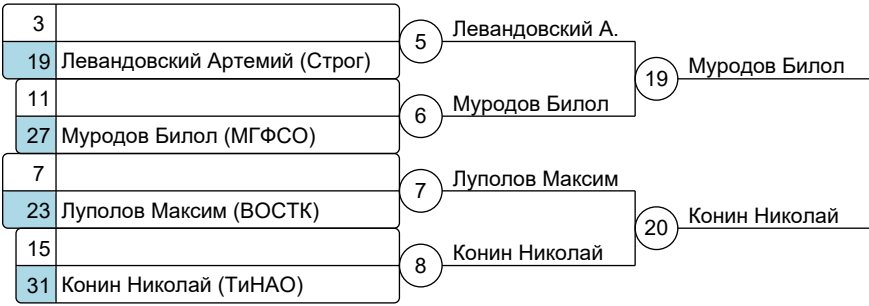 3
5 Левандовский А.
19 Левандовский Артемий (Строг)
19 Муродов Билол
11
6 Муродов Билол
27 Муродов Билол (МГФСО)
7
7 Луполов Максим
23 Луполов Максим (ВОСТК)
20 Конин Николай
15
8 Конин Николай
31 Конин Николай (ТиНАО)